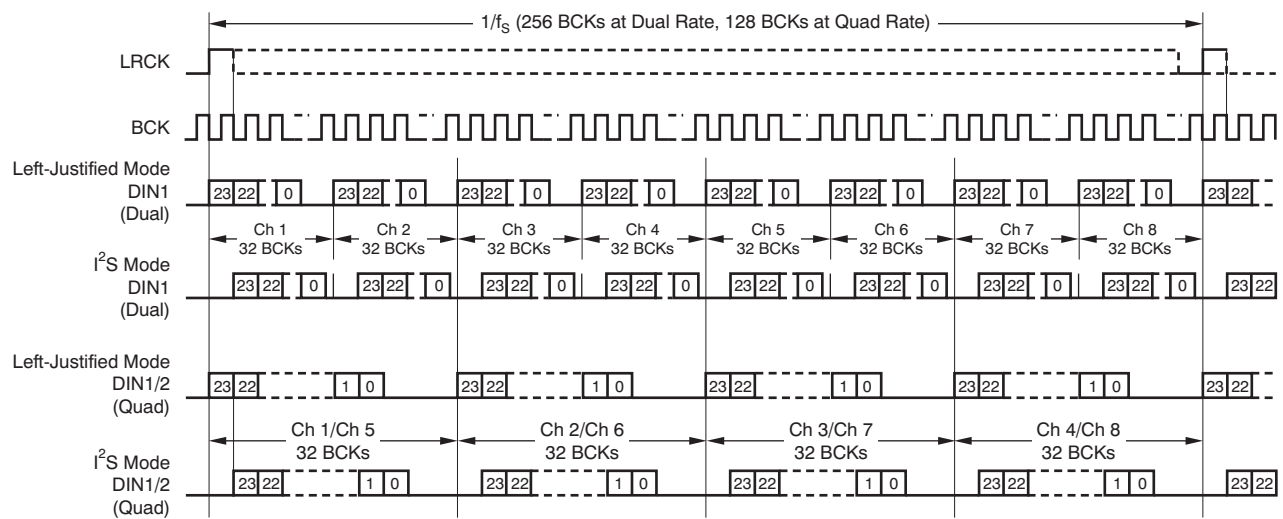 1/fS (256 BCKs at Dual Rate, 128 BCKs at Quad Rate)
LRCK
BCK
Left-Justified Mode
DIN1
(Dual)
23 22 0 23 22 0 23 22 0 23 22 0 23 22 0 23 22 0 23 22 0 23 22 0 23 22
Ch 1 Ch 2 Ch 3 Ch 4 Ch 5 Ch 6 Ch 7 Ch 8
32 BCKs 32 BCKs 32 BCKs 32 BCKs 32 BCKs 32 BCKs 32 BCKs 32 BCKs
I2S Mode
DIN1
(Dual)
23 22 0 23 22 0 23 22 0 23 22 0 23 22 0 23 22 0 23 22 0 23 22 0 23 22
Left-Justified Mode
DIN1/2
(Quad)
23 22 1 0 23 22 1 0 23 22 1 0 23 22 1 0 23 22
Ch 1/Ch 5 Ch 2/Ch 6 Ch 3/Ch 7 Ch 4/Ch 8
32 BCKs 32 BCKs 32 BCKs 32 BCKs
I2S Mode
DIN1/2
(Quad)
23 22 1 0 23 22 1 0 23 22 1 0 23 22 1 0 23 22